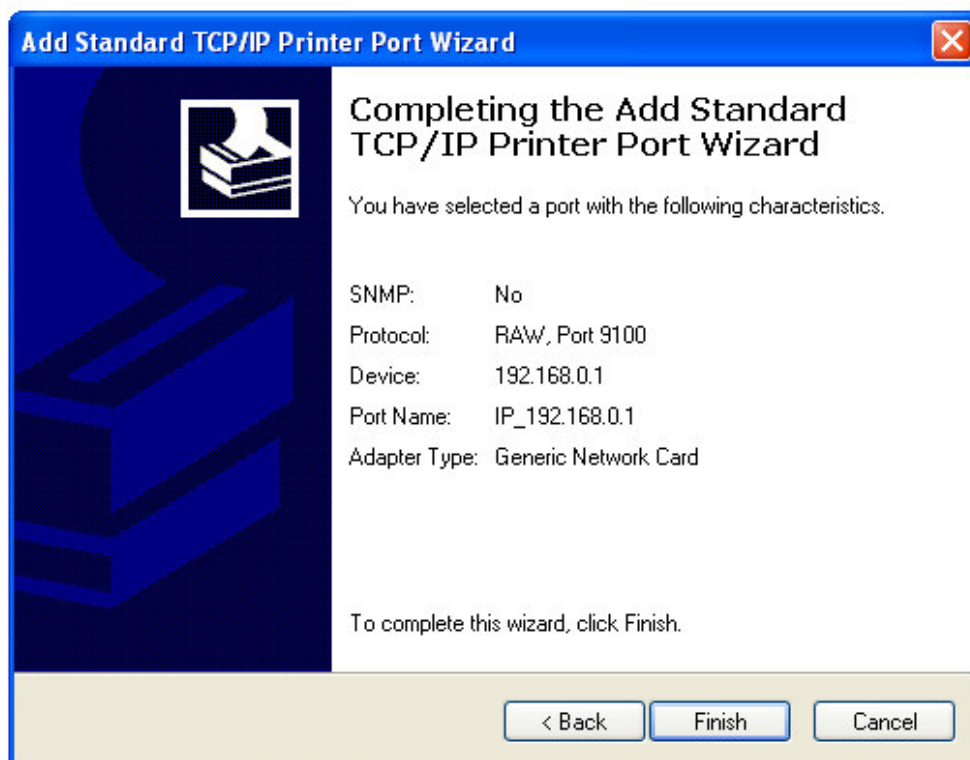 Add Standard TCP/IP Printer Port Wizard
Completing the Add Standard
TCP/IP Printer Port Wizard
You have selected a port with the following characteristics.
SNMP: No
Protocol: RAW, Port 9100
Device: 192.168.0.1
Port Name: IP_192.168.0.1
Adapter Type: Generic Network Card
To complete this wizard, click Finish.
< Back Finish Cancel